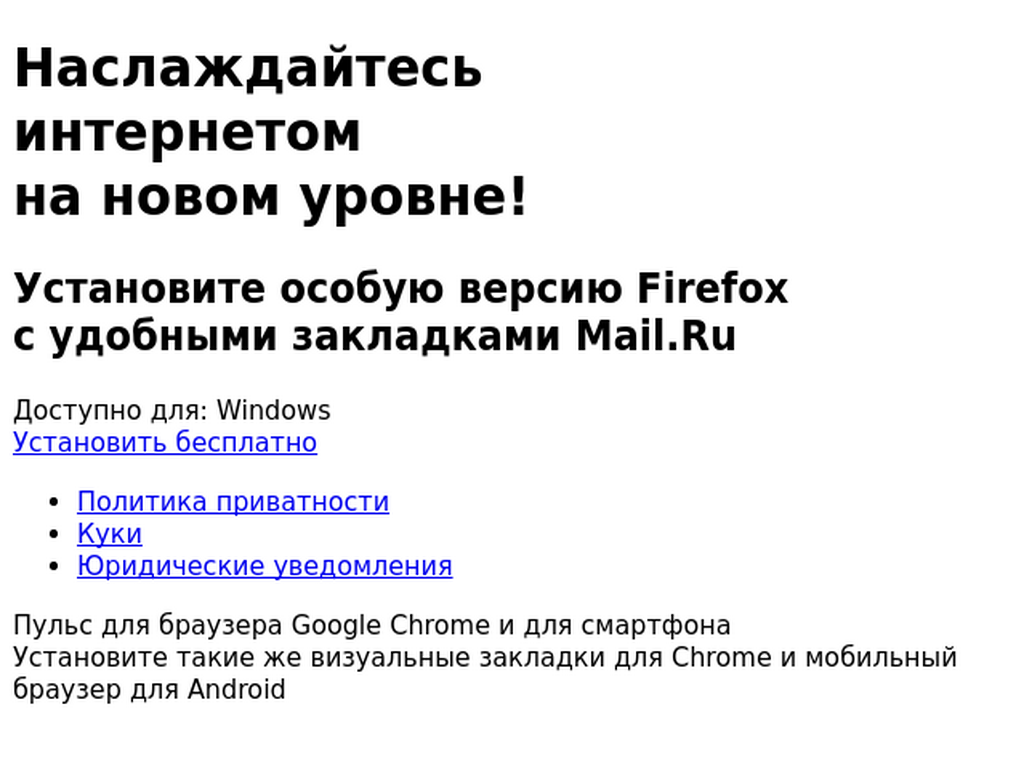 Наслаждайтесь
интернетом
на новом уровне!
Установите особую версию Firefox
с удобными закладками Mail.Ru
Доступно для: Windows
Установить бесплатно
Политика приватности
Куки
Юридические уведомления
Пульс для браузера Google Chrome и для смартфона
Установите такие же визуальные закладки для Chrome и мобильный
браузер для Android